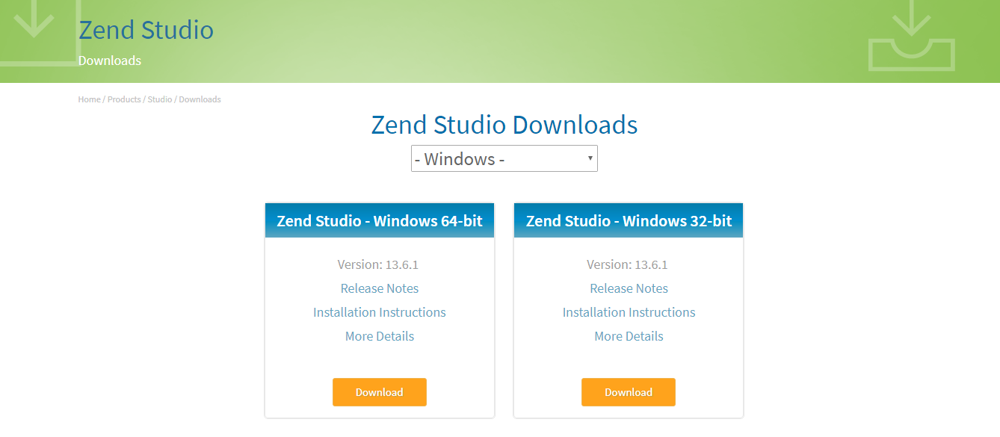 Zend Studio
Downloads
Home / Products / Studio / Downloads
Zend Studio Downloads
- Windows -
Zend Studio - Windows 64-bit
Version: 13.6.1
Release Notes
Installation Instructions
More Details
Download
Zend Studio - Windows 32-bit
Version: 13.6.1
Release Notes
Installation Instructions
More Details
Download